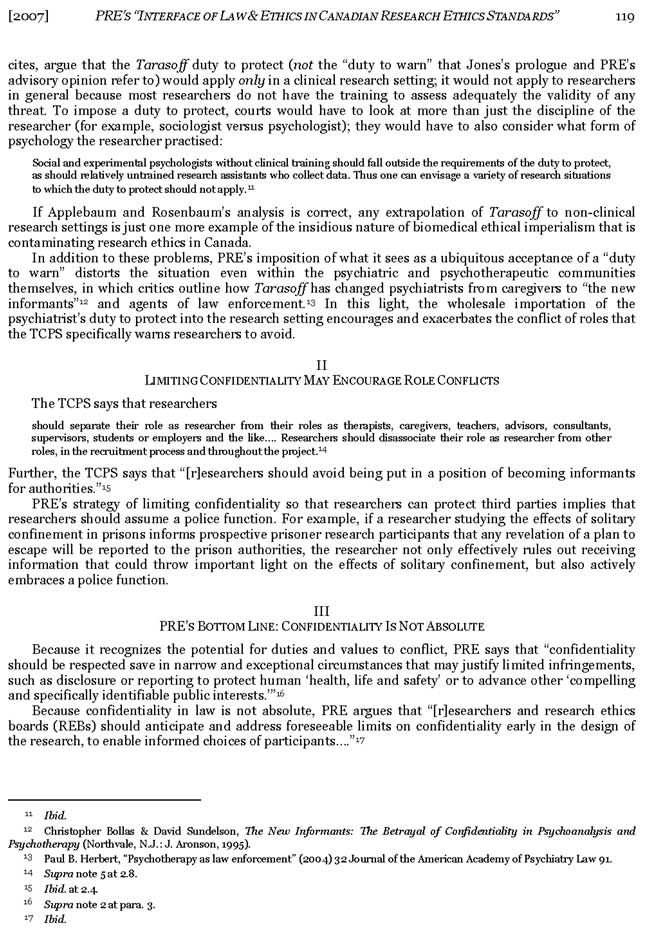 [2007] PRE'S "INTERFACE OF LAW & ETHICS IN CANADIAN RESEARCH ETHICS STANDARDS" 119
cites, argue that the Tarasoff duty to protect (not the "duty to warn" that Jones's prologue and PRE's
advisory opinion refer to) would apply only in a clinical research setting; it would not apply to researchers
in general because most researchers do not have the training to assess adequately the validity of any
threat. To impose a duty to protect, courts would have to look at more than just the discipline of the
researcher (for example, sociologist versus psychologist); they would have to also consider what form of
psychology the researcher practised:
Social and experimental psychologists without clinical training should fall outside the requirements of the duty to protect,
as should relatively untrained research assistants who collect data. Thus one can envisage a variety of research situations
to which the duty to protect should not apply.11
If Applebaum and Rosenbaum's analysis is correct, any extrapolation of Tarasoff to non-clinical
research settings is just one more example of the insidious nature of biomedical ethical imperialism that is
contaminating research ethics in Canada.
In addition to these problems, PRE's imposition of what it sees as a ubiquitous acceptance of a "duty
to warn" distorts the situation even within the psychiatric and psychotherapeutic communities
themselves, in which critics outline how Tarasoff has changed psychiatrists from caregivers to "the new
informants"12 and agents of law enforcement.13 In this light, the wholesale importation of the
psychiatrist's duty to protect into the research setting encourages and exacerbates the conflict of roles that
the TCPS specifically warns researchers to avoid.
II
LIMITING CONFIDENTIALITY MAY ENCOURAGE ROLE CONFLICTS
The TCPS says that researchers
should separate their role as researcher from their roles as therapists, caregivers, teachers, advisors, consultants,
supervisors, students or employers and the like.... Researchers should disassociate their role as researcher from other
roles, in the recruitment process and throughout the project.14
Further, the TCPS says that "[r]esearchers should avoid being put in a position of becoming informants
for authorities."15
PRE's strategy of limiting confidentiality so that researchers can protect third parties implies that
researchers should assume a police function. For example, if a researcher studying the effects of solitary
confinement in prisons informs prospective prisoner research participants that any revelation of a plan to
escape will be reported to the prison authorities, the researcher not only effectively rules out receiving
information that could throw important light on the effects of solitary confinement, but also actively
embraces a police function.
III
PRE'S BOTTOM LINE: CONFIDENTIALITY IS NOT ABSOLUTE
Because it recognizes the potential for duties and values to conflict, PRE says that "confidentiality
should be respected save in narrow and exceptional circumstances that may justify limited infringements,
such as disclosure or reporting to protect human 'health, life and safety' or to advance other 'compelling
and specifically identifiable public interests.'"16
Because confidentiality in law is not absolute, PRE argues that "[r]esearchers and research ethics
boards (REBs) should anticipate and address foreseeable limits on confidentiality early in the design of
the research, to enable informed choices of participants...."17
11 Ibid.
12 Christopher Bollas & David Sundelson, The New Informants: The Betrayal of Confidentiality in Psychoanalysis and
Psychotherapy (Northvale, N.J.: J. Aronson, 1995).
13 Paul B. Herbert, "Psychotherapy as law enforcement" (2004) 32 Journal of the American Academy of Psychiatry Law 91.
14 Supra note 5 at 2.8.
15 Ibid. at 2.4.
16 Supra note 2 at para. 3.
17 Ibid.